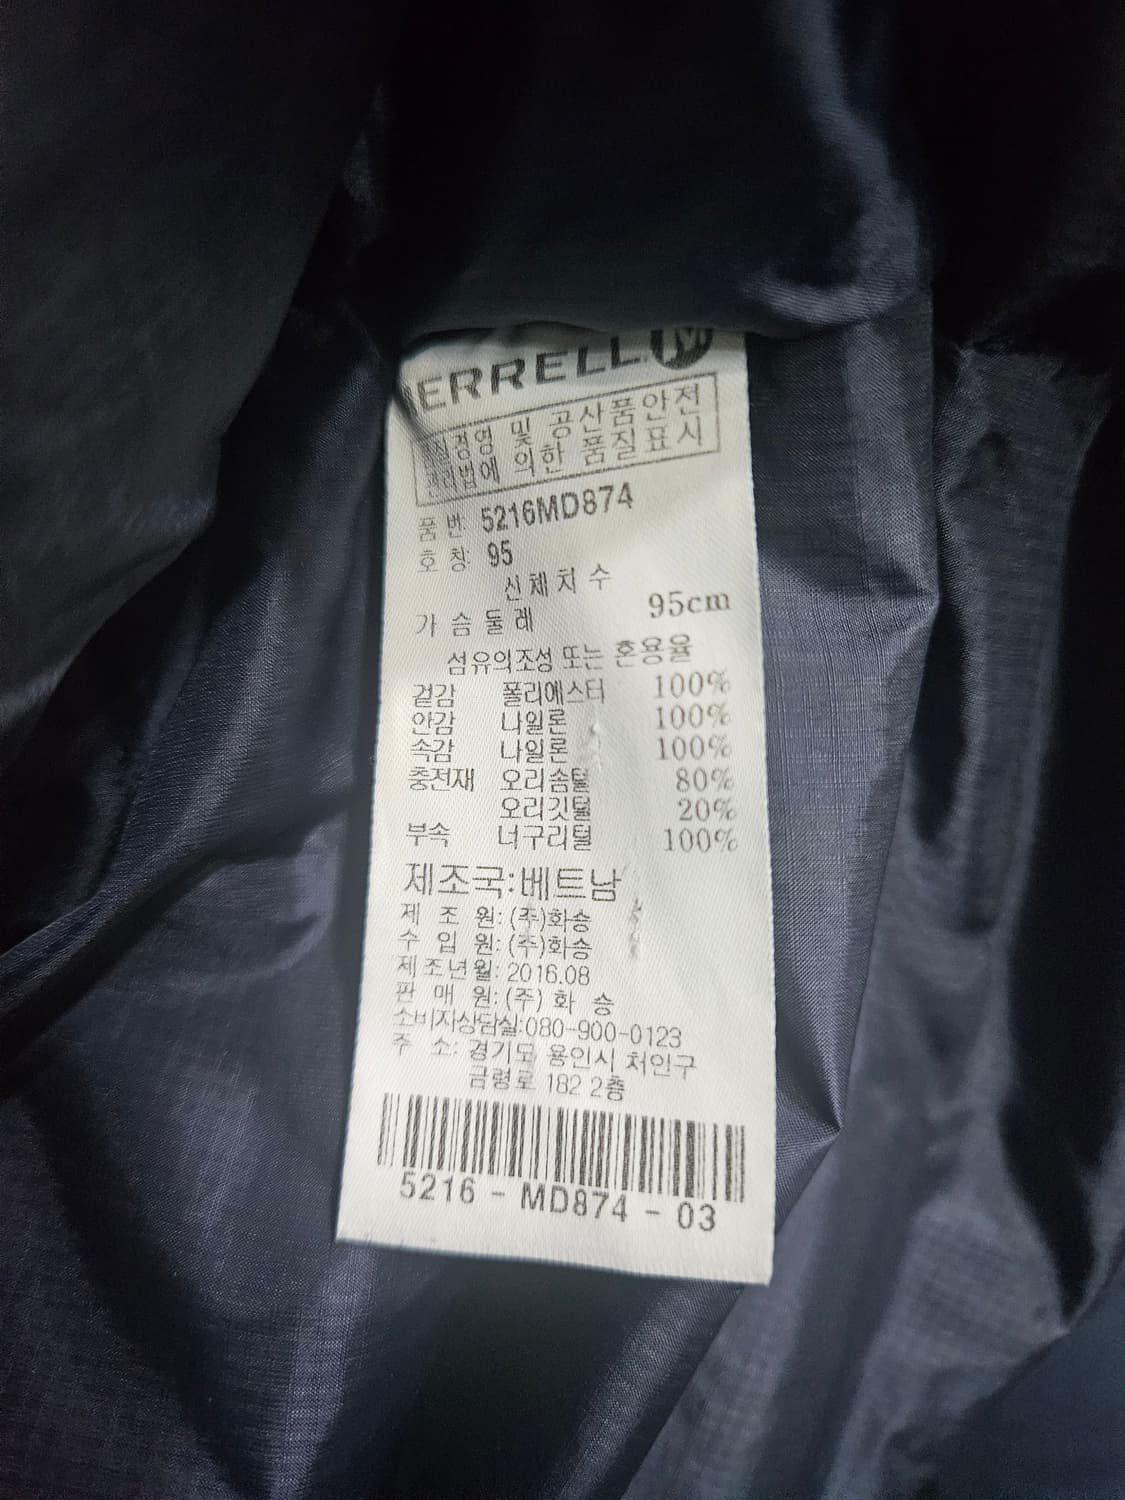 MERRELL M
품질경영 및 공산품안전
관리법에 의한 품질표시
품 번: 5216MD874
호 칭: 95
신체치수
가슴둘레 95cm
섬유의조성 또는 혼용율
겉감 폴리에스터 100%
안감 나일론 100%
속감 나일론 100%
충전재 오리솜털 80%
오리깃털 20%
부속 너구리털 100%
제조국:베트남
제 조 원: (주)화승
수 입 원: (주)화승
제조년월: 2016.08
판 매 원: (주) 화 승
소비자상담실:080-900-0123
주 소: 경기도 용인시 처인구
금령로 182 2층
5216 - MD874 - 03